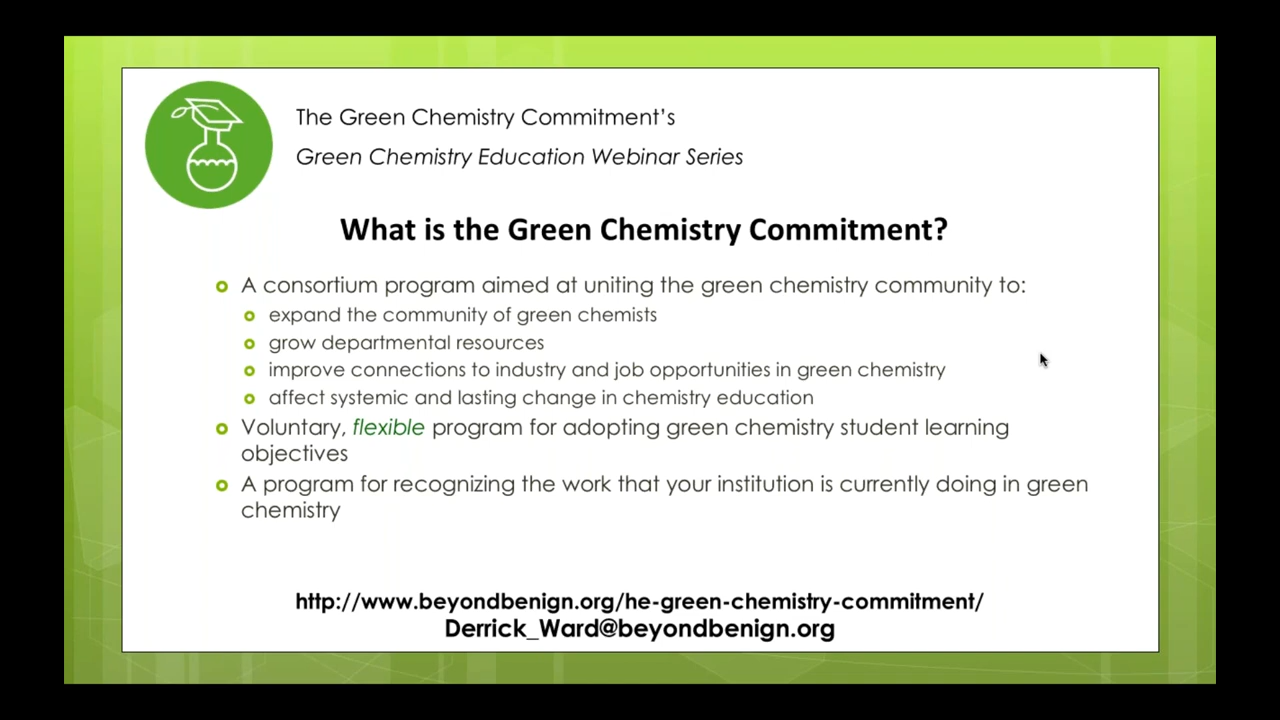 The Green Chemistry Commitment’s
Green Chemistry Education Webinar Series
What is the Green Chemistry Commitment?
A consortium program aimed at uniting the green chemistry community to:
expand the community of green chemists
grow departmental resources
improve connections to industry and job opportunities in green chemistry
affect systemic and lasting change in chemistry education
Voluntary, flexible program for adopting green chemistry student learning
objectives
A program for recognizing the work that your institution is currently doing in green
chemistry
http://www.beyondbenign.org/he-green-chemistry-commitment/
Derrick_Ward@beyondbenign.org